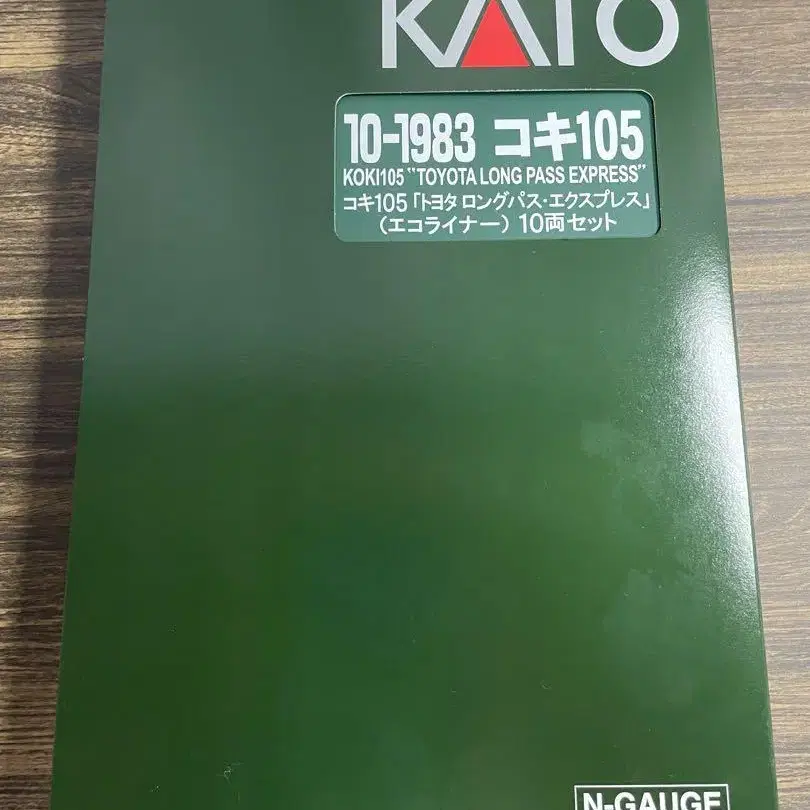 KATO
10-1983 コキ105
KOKI105 "TOYOTA LONG PASS EXPRESS"
コキ105「トヨタ ロングパス・エクスプレス」
(エコライナー) 10両セット
N-GAUGE